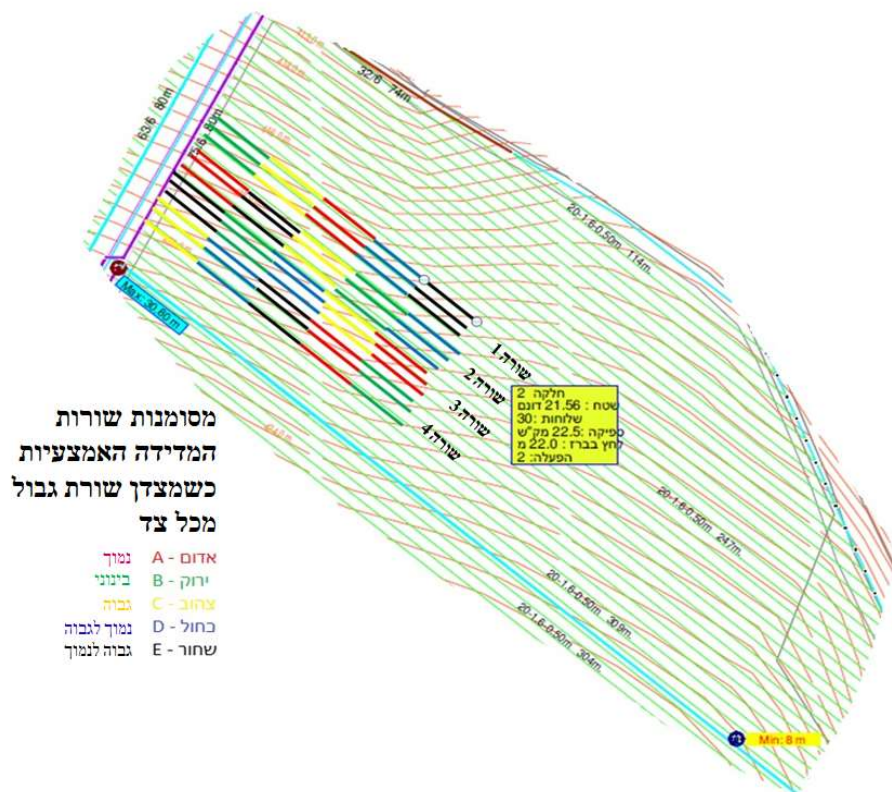 63/6 80m
75/6 80m
32/6 74m
20-1.6-0.50m 114m
Max: 30.80 m
שורה 1
שורה 2
שורה 3
שורה 4
חלקה 2
שטח : 21.56 דונם
שלוחות :30
ספיקה :22.5 מק"ש
לחץ בברז : 22.0 מ
הפעלה: 2
מסומנות שורות
המדידה האמצעיות
כשמצדן שורת גבול
מכל צד
אדום - A נמוך
ירוק - B בינוני
צהוב - C גבוה
כחול - D נמוך לגבוה
שחור - E גבוה לנמוך
20-1.6-0.50m 247m
20-1.6-0.50m 309m
20-1.6-0.50m 304m
Min: 8 m